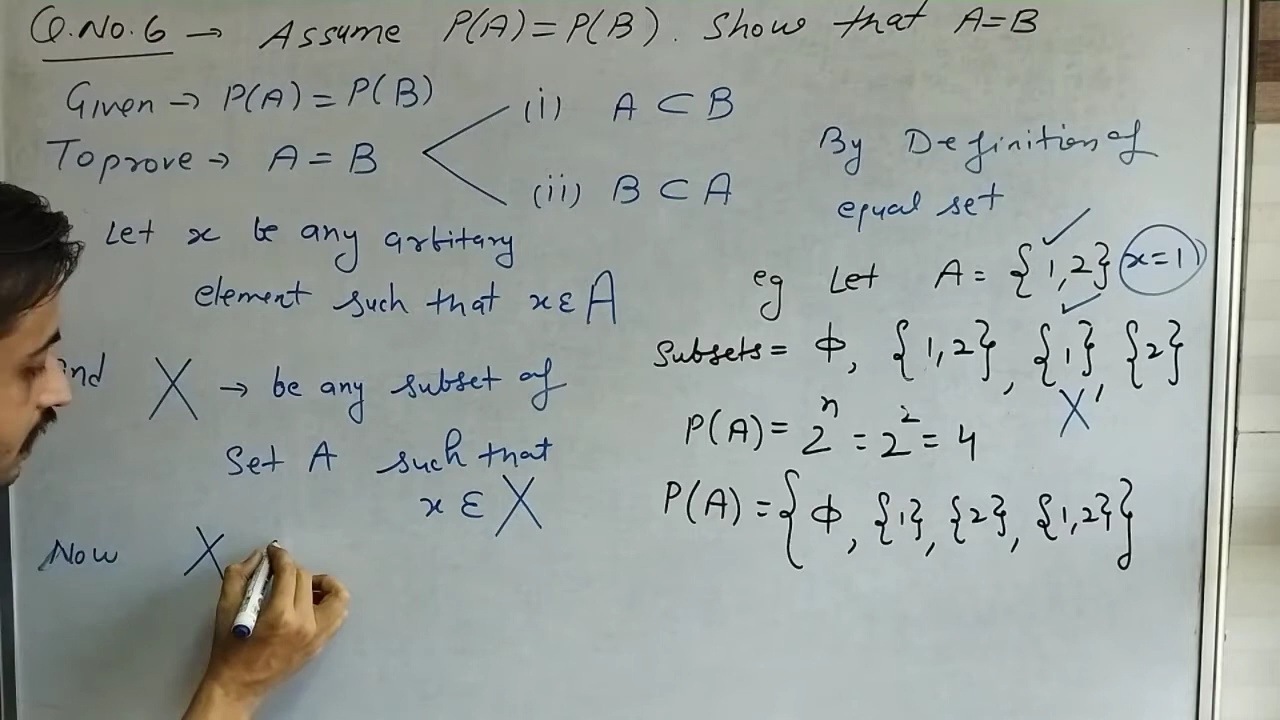 Q.No.6 → Assume P(A)=P(B). Show that A=B
Given → P(A) = P(B)
To prove → A = B
(i) A ⊂ B
(ii) B ⊂ A
By Definition of
equal set
Let x be any arbitary
element such that x ε A
X → be any subset of
Set A such that
x ε X
Now X
eg Let A = {1,2} x=1
Subsets = ϕ, {1,2}, {1}, {2}
X
P(A) = 2ⁿ = 2² = 4
P(A) = {ϕ, {1}, {2}, {1,2}}